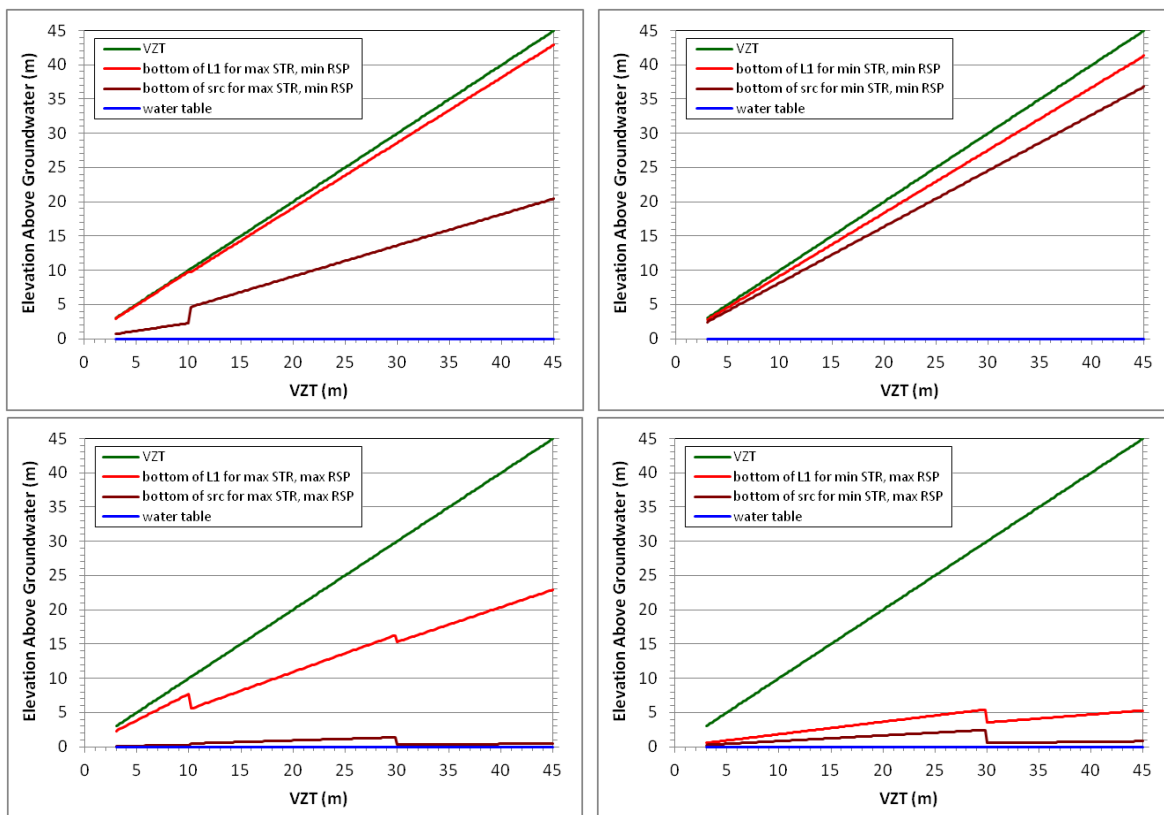 Elevation Above Groundwater (m)
45
40
35
30
25
20
15
10
5
0
VZT
bottom of L1 for max STR, min RSP
bottom of src for max STR, min RSP
water table
0 5 10 15 20 25 30 35 40 45
VZT (m)
Elevation Above Groundwater (m)
45
40
35
30
25
20
15
10
5
0
VZT
bottom of L1 for min STR, min RSP
bottom of src for min STR, min RSP
water table
0 5 10 15 20 25 30 35 40 45
VZT (m)
Elevation Above Groundwater (m)
45
40
35
30
25
20
15
10
5
0
VZT
bottom of L1 for max STR, max RSP
bottom of src for max STR, max RSP
water table
0 5 10 15 20 25 30 35 40 45
VZT (m)
Elevation Above Groundwater (m)
45
40
35
30
25
20
15
10
5
0
VZT
bottom of L1 for min STR, max RSP
bottom of src for min STR, max RSP
water table
0 5 10 15 20 25 30 35 40 45
VZT (m)